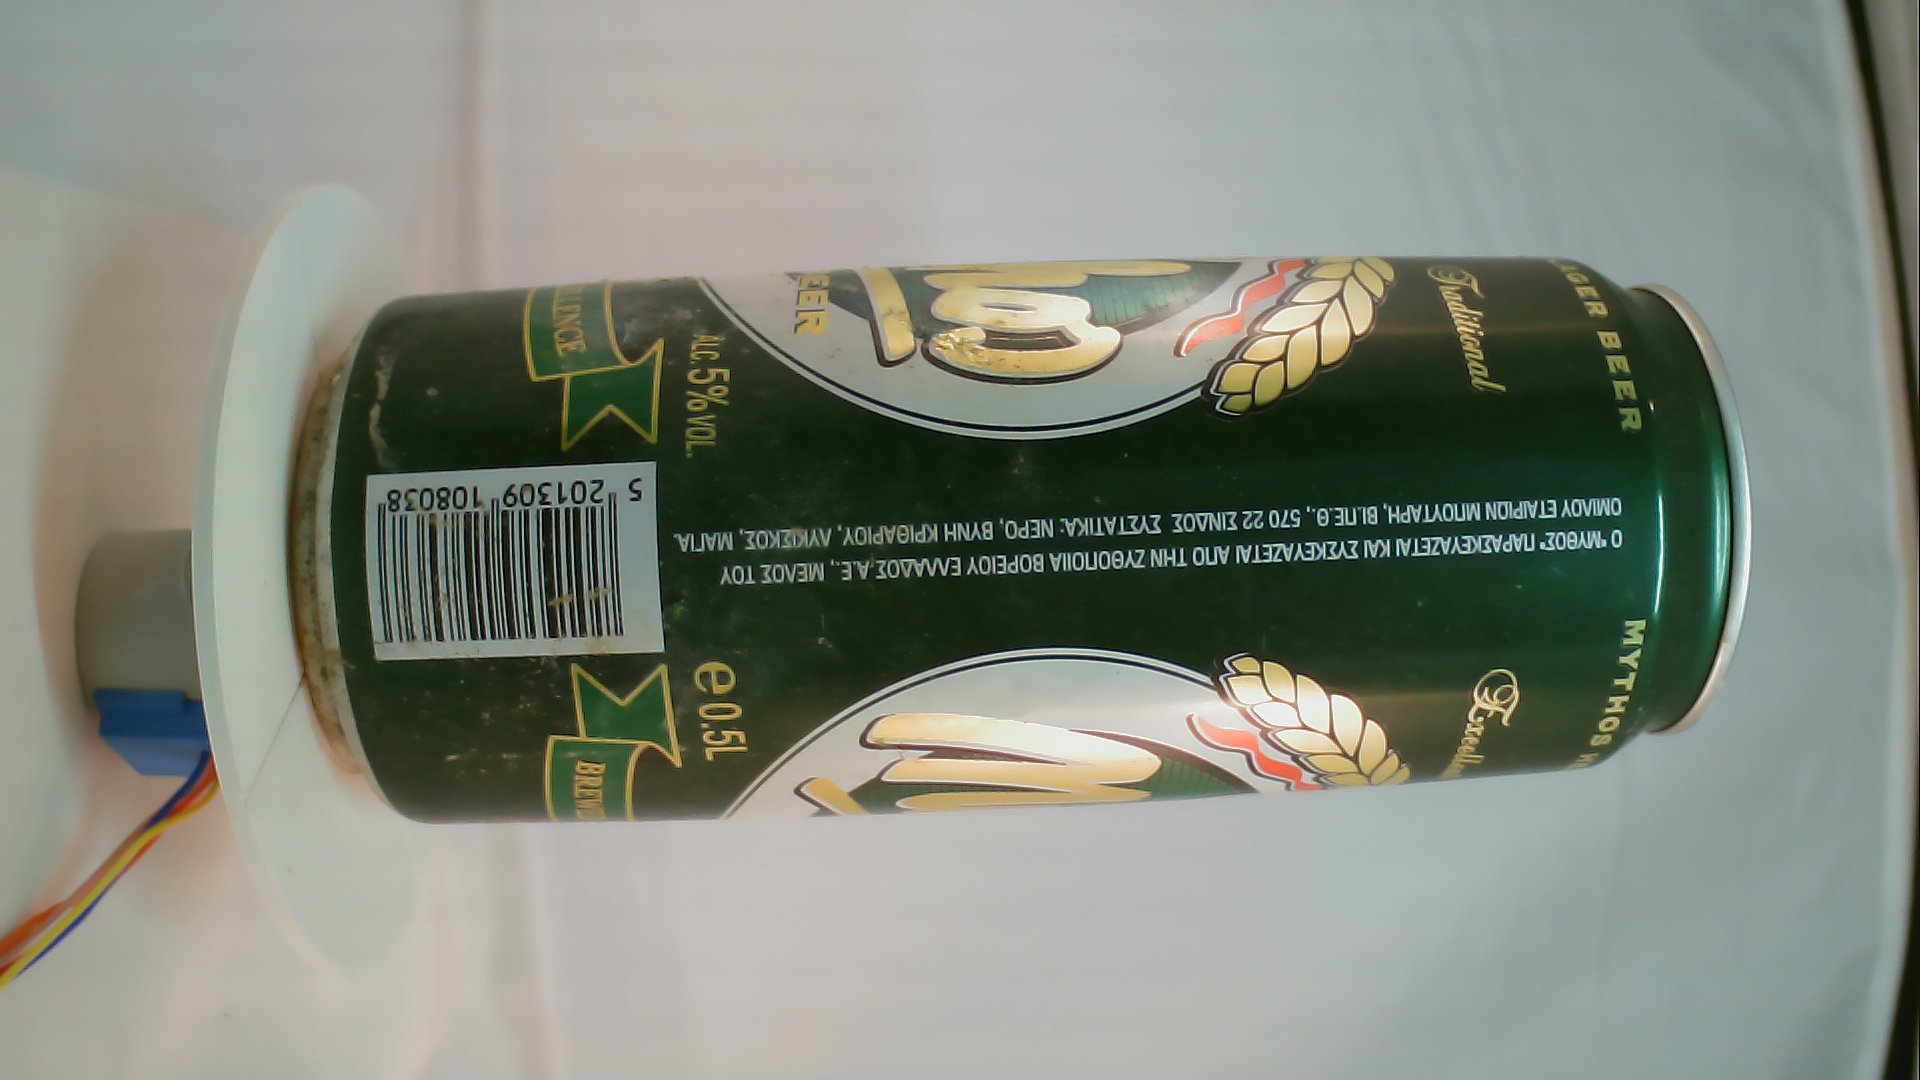 LAGER BEER
Traditional
BEER
ALC. 5% VOL.
Ο "ΜΥΘΟΣ" ΠΑΡΑΣΚΕΥΑΖΕΤΑΙ ΚΑΙ ΣΥΣΚΕΥΑΖΕΤΑΙ ΑΠΟ ΤΗΝ ΖΥΘΟΠΟΙΙΑ ΒΟΡΕΙΟΥ ΕΛΛΑΔΟΣ Α.Ε., ΜΕΛΟΣ ΤΟΥ
ΟΜΙΛΟΥ ΕΤΑΙΡΙΩΝ ΜΠΟΥΤΑΡΗ, ΒΙ.ΠΕ.Θ., 570 22 ΣΙΝΔΟΣ ΣΥΣΤΑΤΙΚΑ: ΝΕΡΟ, ΒΥΝΗ ΚΡΙΘΑΡΙΟΥ, ΛΥΚΙΣΚΟΣ, ΜΑΓΙΑ.
5 201309 108038
MYTHOS
e 0.5L